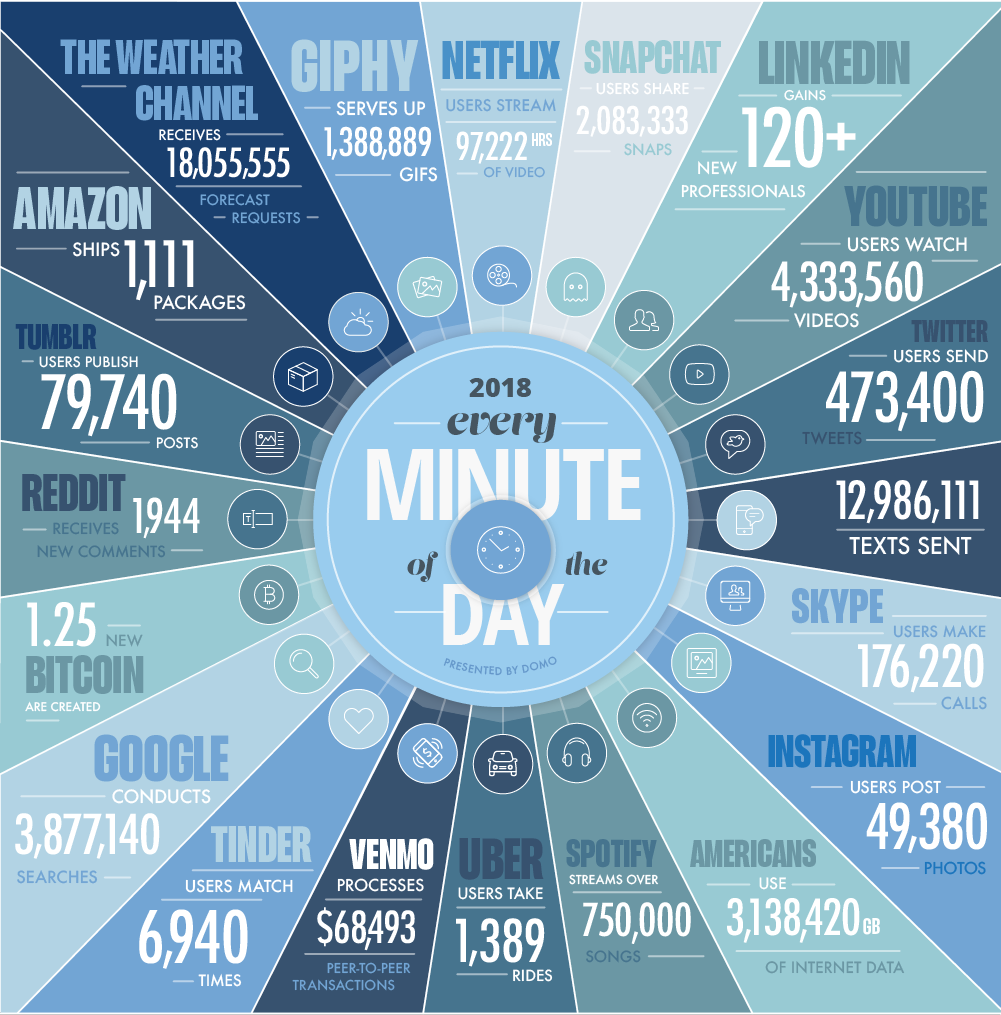 2018
every
MINUTE
of the
DAY
PRESENTED BY DOMO
THE WEATHER
CHANNEL
RECEIVES
18,055,555
FORECAST
REQUESTS
GIPHY
SERVES UP
1,388,889
GIFS
NETFLIX
USERS STREAM
97,222 HRS
OF VIDEO
SNAPCHAT
USERS SHARE
2,083,333
SNAPS
LINKEDIN
GAINS
120+
NEW
PROFESSIONALS
YOUTUBE
USERS WATCH
4,333,560
VIDEOS
TWITTER
USERS SEND
473,400
TWEETS
12,986,111
TEXTS SENT
SKYPE
USERS MAKE
176,220
CALLS
INSTAGRAM
USERS POST
49,380
PHOTOS
AMERICANS
USE
3,138,420 GB
OF INTERNET DATA
SPOTIFY
STREAMS OVER
750,000
SONGS
UBER
USERS TAKE
1,389
RIDES
VENMO
PROCESSES
$68,493
PEER-TO-PEER
TRANSACTIONS
TINDER
USERS MATCH
6,940
TIMES
GOOGLE
CONDUCTS
3,877,140
SEARCHES
1.25 NEW
BITCOIN
ARE CREATED
REDDIT
RECEIVES
1,944
NEW COMMENTS
TUMBLR
USERS PUBLISH
79,740
POSTS
AMAZON
SHIPS 1,111
PACKAGES
T
B
$